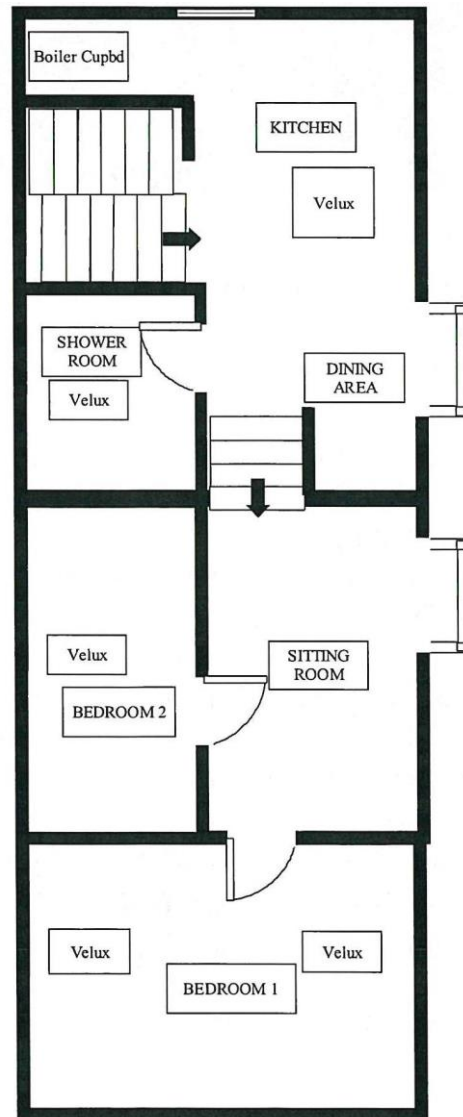 Boiler Cupbd
KITCHEN
Velux
SHOWER
ROOM
Velux
DINING
AREA
Velux
BEDROOM 2
SITTING
ROOM
Velux
Velux
BEDROOM 1